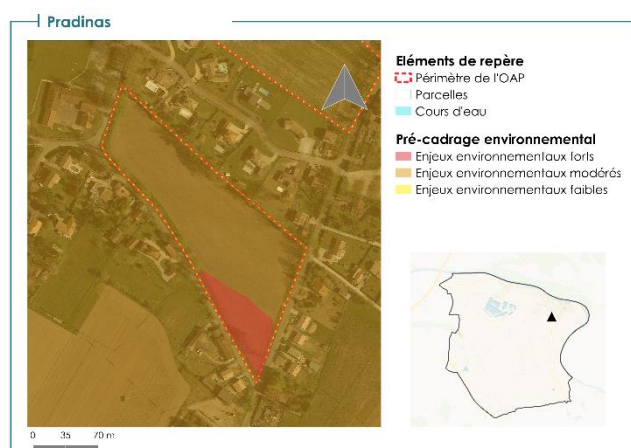 Pradinas
Eléments de repère
Périmètre de l'OAP
Parcelles
Cours d'eau
Pré-cadrage environnemental
Enjeux environnementaux forts
Enjeux environnementaux modérés
Enjeux environnementaux faibles
0 35 70 m